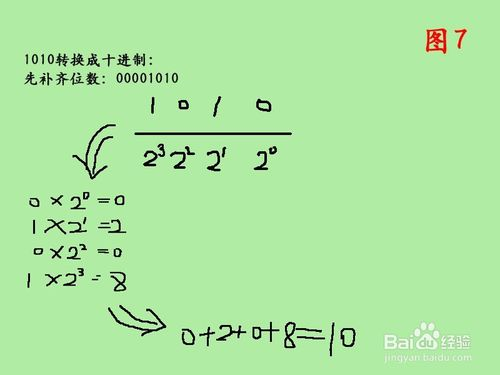 图7
1010转换成十进制：
先补齐位数：00001010
1 0 1 0
2³ 2² 2¹ 2⁰
0 × 2⁰ = 0
1 × 2¹ = 2
0 × 2² = 0
1 × 2³ = 8
0+2+0+8=10
Baidu经验
jingyan.baidu.com